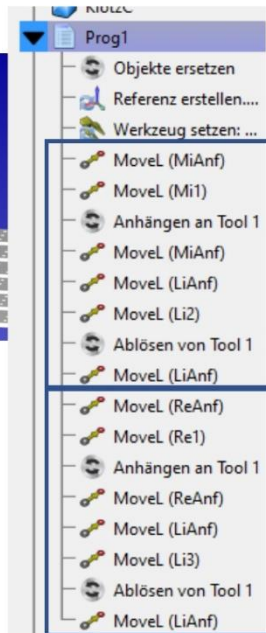 KlötzC
Prog1
Objekte ersetzen
Referenz erstellen....
Werkzeug setzen: ...
MoveL (MiAnf)
MoveL (Mi1)
Anhängen an Tool 1
MoveL (MiAnf)
MoveL (LiAnf)
MoveL (Li2)
Ablösen von Tool 1
MoveL (LiAnf)
MoveL (ReAnf)
MoveL (Re1)
Anhängen an Tool 1
MoveL (ReAnf)
MoveL (LiAnf)
MoveL (Li3)
Ablösen von Tool 1
MoveL (LiAnf)